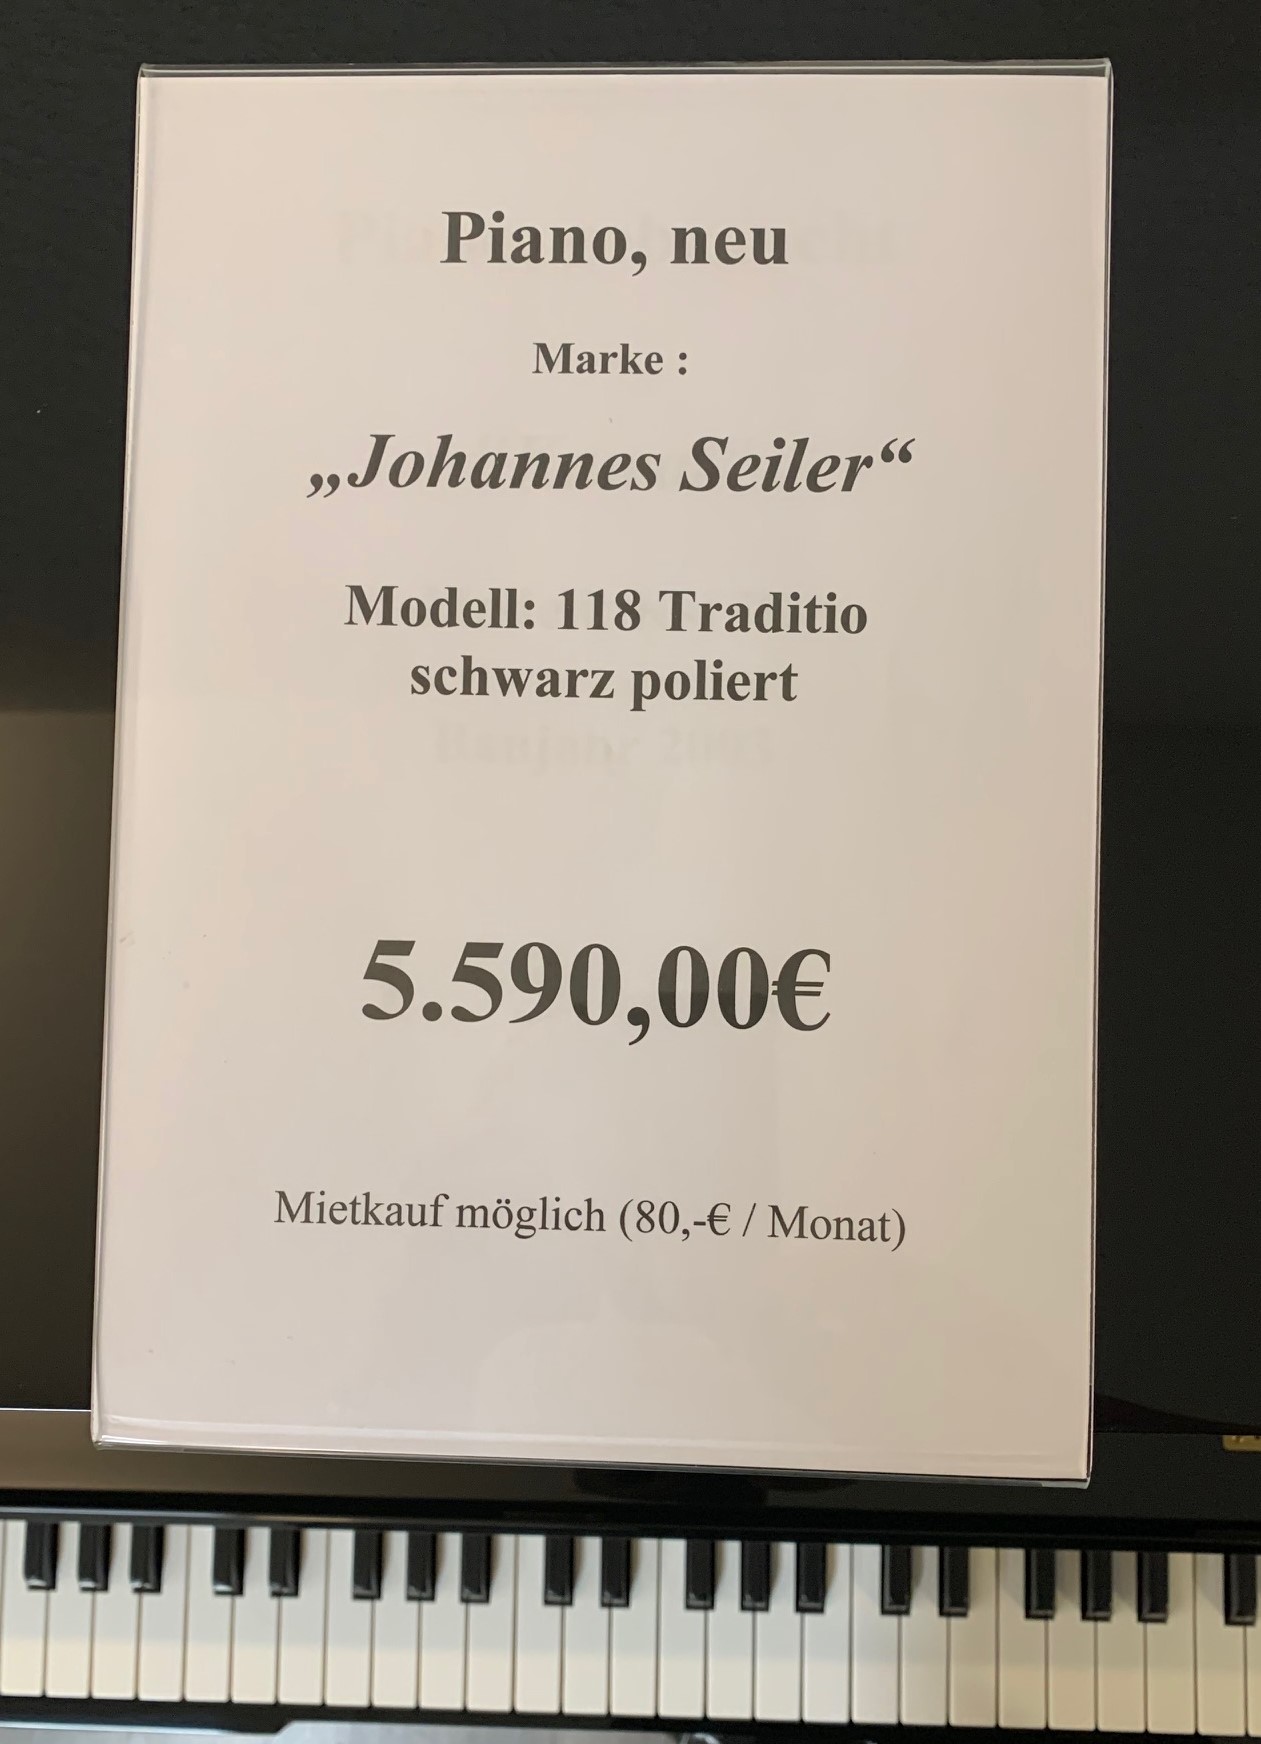 Piano, neu
Marke :
„Johannes Seiler“
Modell: 118 Traditio
schwarz poliert
5.590,00€
Mietkauf möglich (80,-€ / Monat)